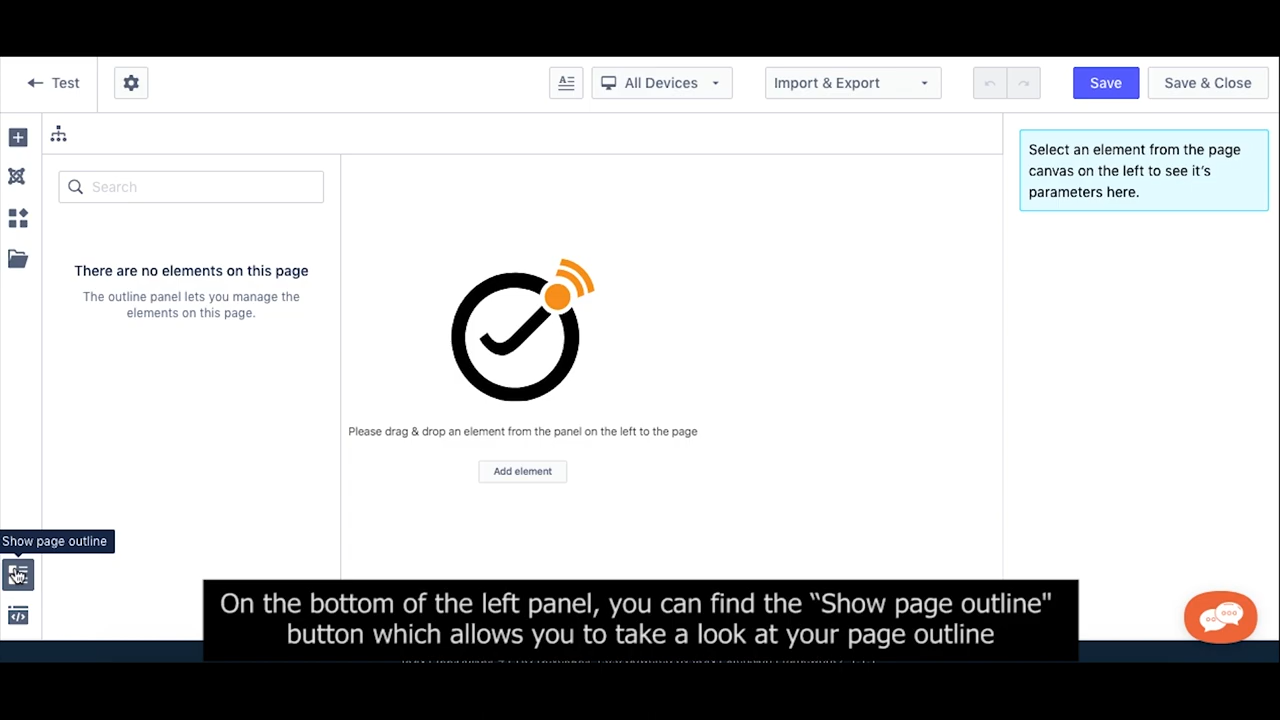 Test
All Devices
Import & Export
Save
Save & Close
Search
Select an element from the page
canvas on the left to see it's
parameters here.
There are no elements on this page
The outline panel lets you manage the
elements on this page.
Please drag & drop an element from the panel on the left to the page
Add element
Show page outline
On the bottom of the left panel, you can find the “Show page outline"
button which allows you to take a look at your page outline